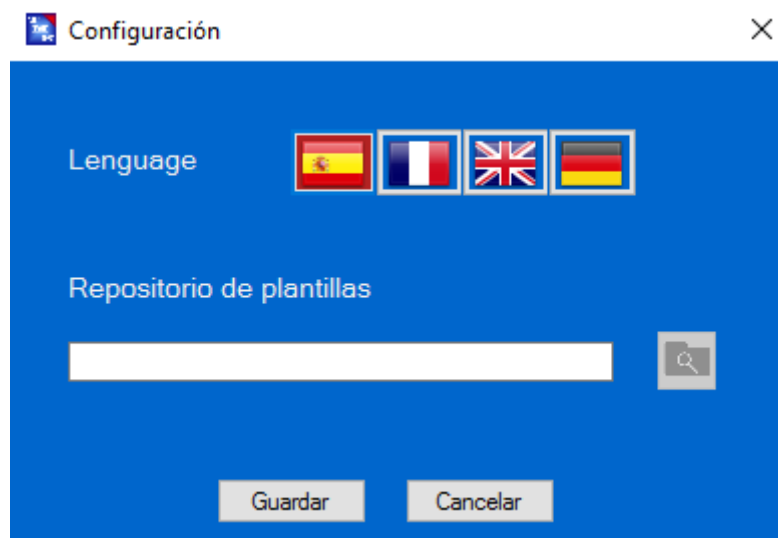 Configuración
Lenguage
Repositorio de plantillas
Guardar
Cancelar